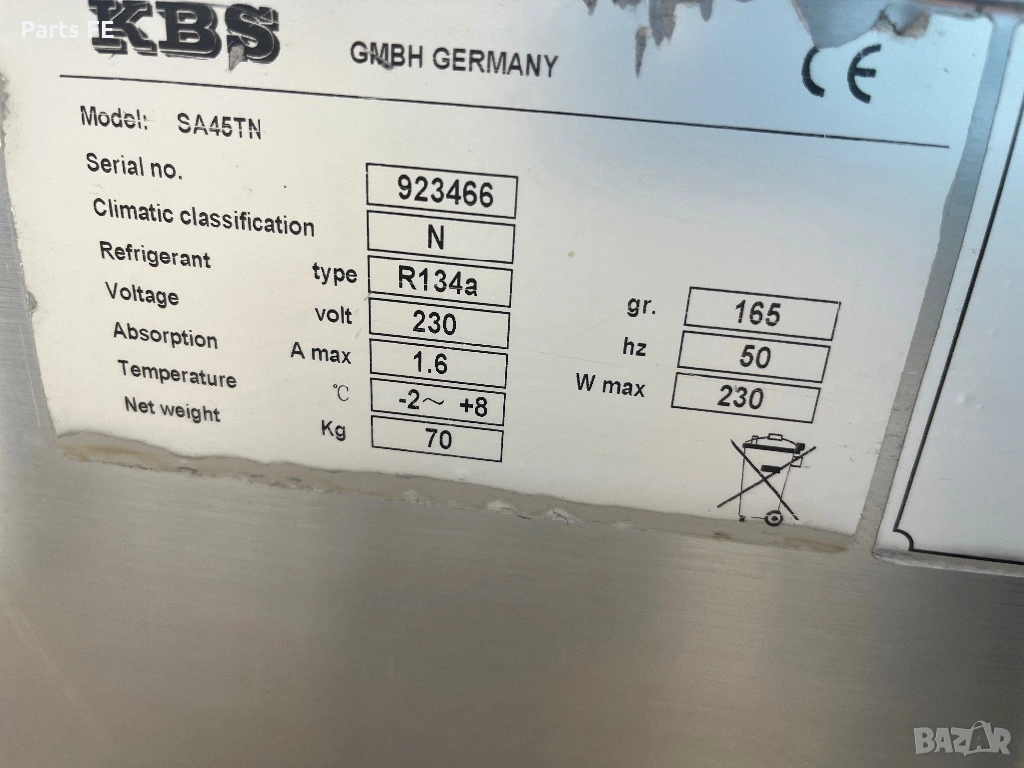 Parts FE
KBS GMBH GERMANY CE
Model: SA45TN
Serial no. 923466
Climatic classification N
Refrigerant type R134a gr. 165
Voltage volt 230 hz 50
Absorption A max 1.6 W max 230
Temperature °C -2～ +8
Net weight Kg 70
BAZAR